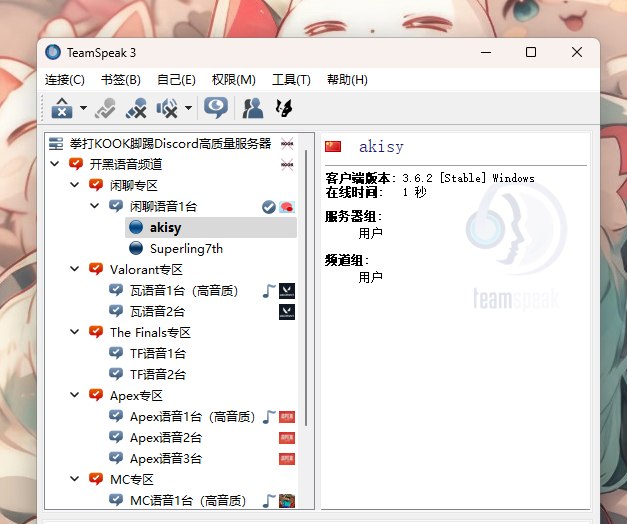 TeamSpeak 3
连接(C) 书签(B) 自己(E) 权限(M) 工具(T) 帮助(H)
拳打KOOK脚踢Discord高质量服务器
开黑语音频道
闲聊专区
闲聊语音1台
akisy
Superling7th
Valorant专区
瓦语音1台（高音质）
瓦语音2台
The Finals专区
TF语音1台
TF语音2台
Apex专区
Apex语音1台（高音质）
Apex语音2台
Apex语音3台
MC专区
MC语音1台（高音质）
akisy
客户端版本: 3.6.2 [Stable] Windows
在线时间: 1 秒
服务器组:
用户
频道组:
用户
teamspeak